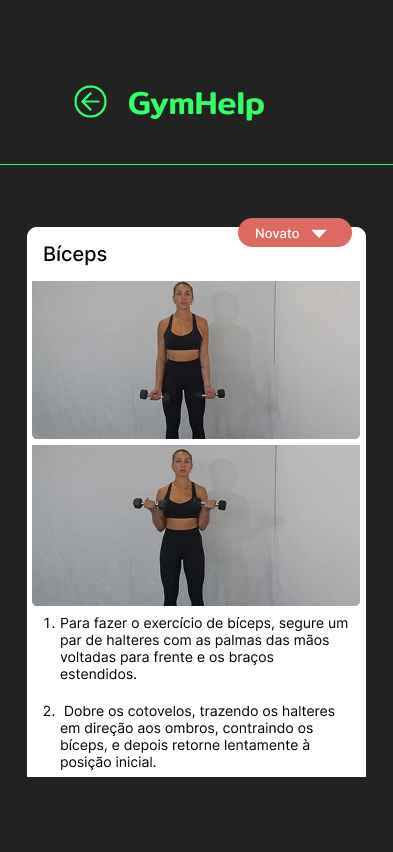 GymHelp
Novato
Bíceps
1. Para fazer o exercício de bíceps, segure um
par de halteres com as palmas das mãos
voltadas para frente e os braços
estendidos.
2. Dobre os cotovelos, trazendo os halteres
em direção aos ombros, contraindo os
bíceps, e depois retorne lentamente à
posição inicial.